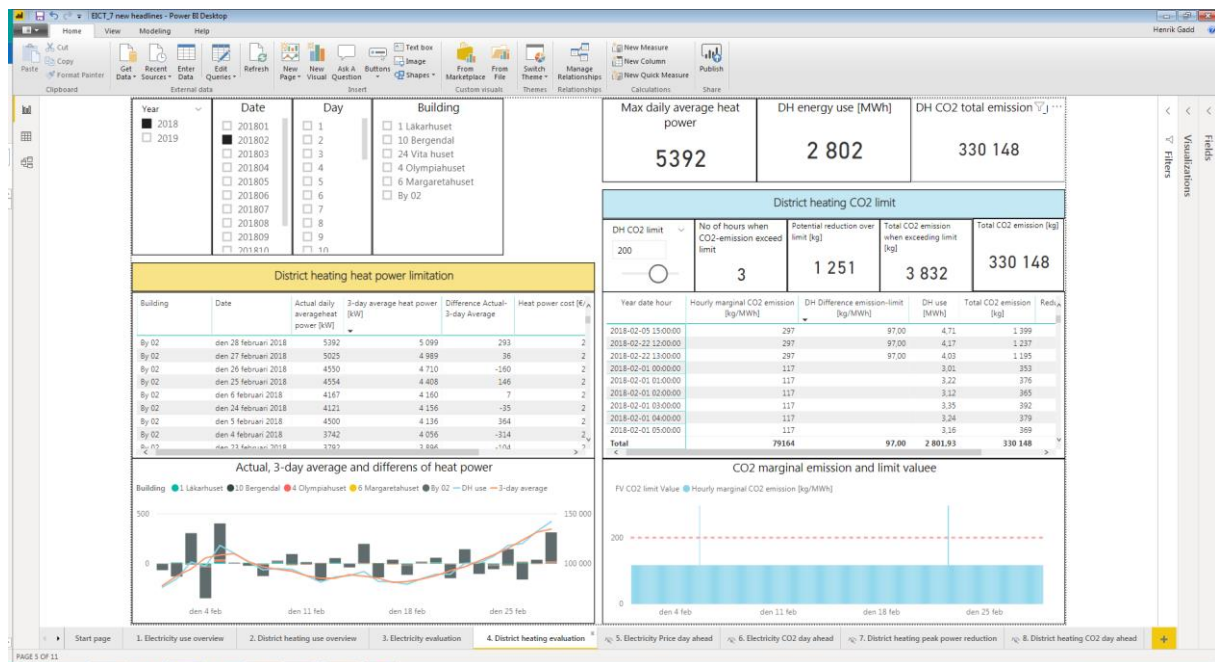 EICT_7 new headlines - Power BI Desktop
Home View Modeling Help
Henrik Gadd
Paste
Cut
Copy
Format Painter
Get Data
Recent Sources
Enter Data
Edit Queries
Refresh
New Page
New Visual
Ask A Question
Buttons
Text box
Image
Shapes
From Marketplace
From File
Switch Theme
Manage Relationships
New Measure
New Column
New Quick Measure
Publish
Clipboard External data Insert Custom visuals Themes Relationships Calculations Share
Year
2018
2019
Date
201801
201802
201803
201804
201805
201806
201807
201808
201809
201810
Day
1
2
3
4
5
6
7
8
9
10
Building
1 Läkarhuset
10 Bergendal
24 Vita huset
4 Olympiahuset
6 Margaretahuset
By 02
Max daily average heat power
5392
DH energy use [MWh]
2 802
DH CO2 total emission
330 148
Filters
Visualizations
Fields
District heating CO2 limit
DH CO2 limit
200
No of hours when CO2-emission exceed limit
3
Potential reduction over limit [kg]
1 251
Total CO2 emission when exceeding limit [kg]
3 832
Total CO2 emission [kg]
330 148
District heating heat power limitation
Building Date Actual daily averageheat power [kW] 3-day average heat power [kW] Difference Actual-3-day Average Heat power cost [€/
By 02 den 28 februari 2018 5392 5 099 293 2
By 02 den 27 februari 2018 5025 4 989 36 2
By 02 den 26 februari 2018 4550 4 710 -160 2
By 02 den 25 februari 2018 4554 4 408 146 2
By 02 den 6 februari 2018 4167 4 160 7 2
By 02 den 24 februari 2018 4121 4 156 -35 2
By 02 den 5 februari 2018 4500 4 136 364 2
By 02 den 4 februari 2018 3742 4 056 -314 2
By 02 den 23 februari 2018 3792 3 896 -104 2
Year date hour Hourly marginal CO2 emission [kg/MWh] DH Difference emission-limit [kg/MWh] DH use [MWh] Total CO2 emission [kg] Redu
2018-02-05 15:00:00 297 97,00 4,71 1 399
2018-02-22 12:00:00 297 97,00 4,17 1 237
2018-02-22 13:00:00 297 97,00 4,03 1 195
2018-02-01 00:00:00 117 3,01 353
2018-02-01 01:00:00 117 3,22 376
2018-02-01 02:00:00 117 3,12 365
2018-02-01 03:00:00 117 3,35 392
2018-02-01 04:00:00 117 3,24 379
2018-02-01 05:00:00 117 3,16 369
Total 79164 97,00 2 801,93 330 148
Actual, 3-day average and differens of heat power
Building 1 Läkarhuset 10 Bergendal 4 Olympiahuset 6 Margaretahuset By 02 DH use 3-day average
500 150 000
0 100 000
den 4 feb den 11 feb den 18 feb den 25 feb
CO2 marginal emission and limit valuee
FV CO2 limit Value Hourly marginal CO2 emission [kg/MWh]
200
0
den 4 feb den 11 feb den 18 feb den 25 feb
Start page 1. Electricity use overview 2. District heating use overview 3. Electricity evaluation 4. District heating evaluation 5. Electricity Price day ahead 6. Electricity CO2 day ahead 7. District heating peak power reduction 8. District heating CO2 day ahead
PAGE 5 OF 11